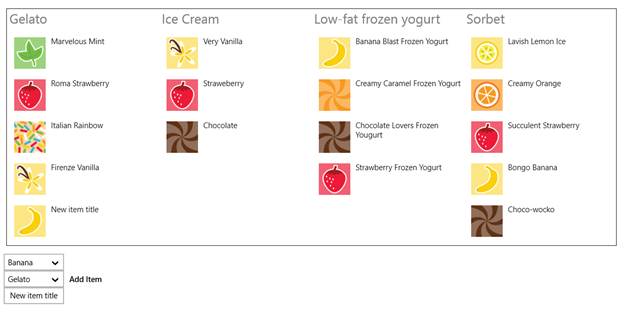 Gelato
Marvelous Mint
Roma Strawberry
Italian Rainbow
Firenze Vanilla
New item title
Ice Cream
Very Vanilla
Straweberry
Chocolate
Low-fat frozen yogurt
Banana Blast Frozen Yogurt
Creamy Caramel Frozen Yogurt
Chocolate Lovers Frozen
Yougurt
Strawberry Frozen Yogurt
Sorbet
Lavish Lemon Ice
Creamy Orange
Succulent Strawberry
Bongo Banana
Choco-wocko
Banana
Gelato Add Item
New item title